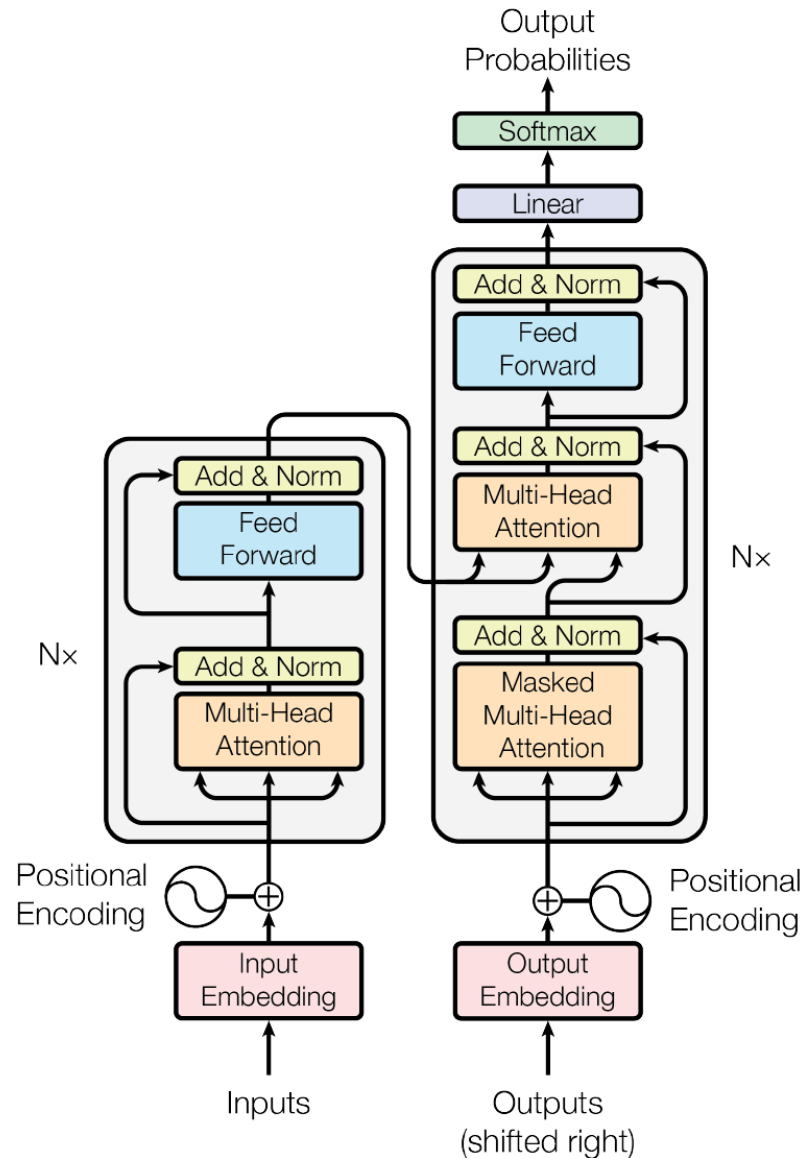 Output
Probabilities
Softmax
Linear
Add & Norm
Feed
Forward
Add & Norm
Multi-Head
Attention
Add & Norm
Masked
Multi-Head
Attention
Nx
Add & Norm
Feed
Forward
Add & Norm
Multi-Head
Attention
Nx
Positional
Encoding
Positional
Encoding
Input
Embedding
Output
Embedding
Inputs
Outputs
(shifted right)